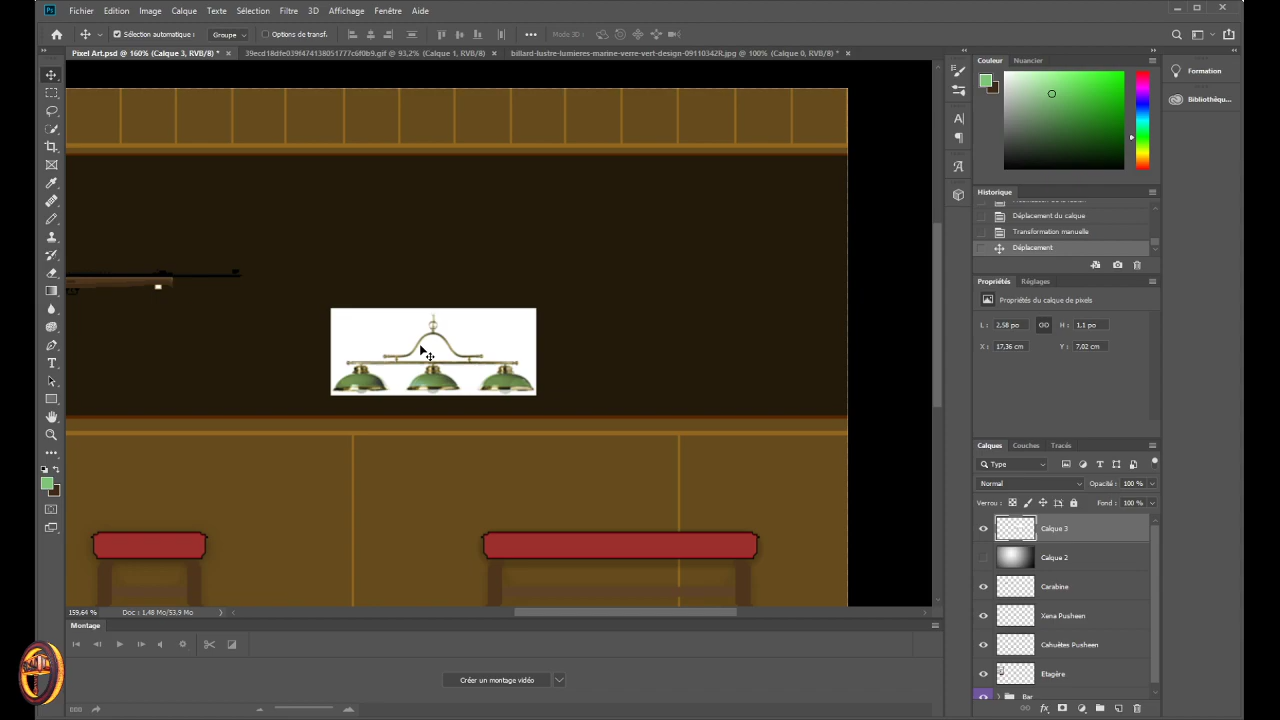 Ps Fichier Edition Image Calque Texte Sélection Filtre 3D Affichage Fenêtre Aide
Sélection automatique : Groupe Options de transf. Mode 3D :
Pixel Art.psd @ 160% (Calque 3, RVB/8) * × 39ecd18dfe039f474138051777c6f0b9.gif @ 93,2% (Calque 1, RVB/8) × billard-lustre-lumieres-marine-verre-vert-design-09110342R.jpg @ 100% (Calque 0, RVB/8) * ×
Couleur Nuancier
Formation
Bibliothèqu...
Historique
Déplacement du calque
Transformation manuelle
Déplacement
Propriétés Réglages
Propriétés du calque de pixels
L : 2,58 po H : 1,1 po
X : 17,36 cm Y : 7,02 cm
Calques Couches Tracés
Type
Normal Opacité : 100 %
Verrou : Fond : 100 %
Calque 3
Calque 2
Carabine
Xena Pusheen
Cahuètes Pusheen
Etagère
Bar
159,64 % Doc : 1,48 Mo/53,9 Mo
Montage
Créer un montage vidéo